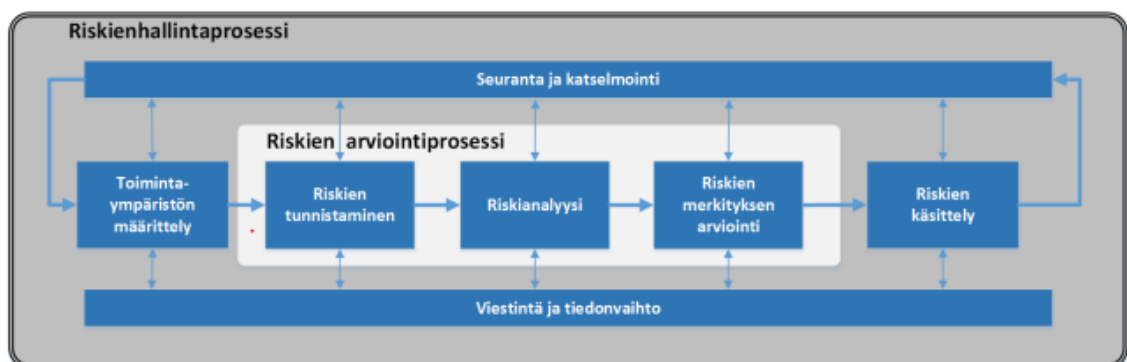 Riskienhallintaprosessi
Seuranta ja katselmointi
Riskien arviointiprosessi
Toiminta-
ympäristön
määrittely
Riskien
tunnistaminen
Riskianalyysi
Riskien
merkityksen
arviointi
Riskien
käsittely
Viestintä ja tiedonvaihto